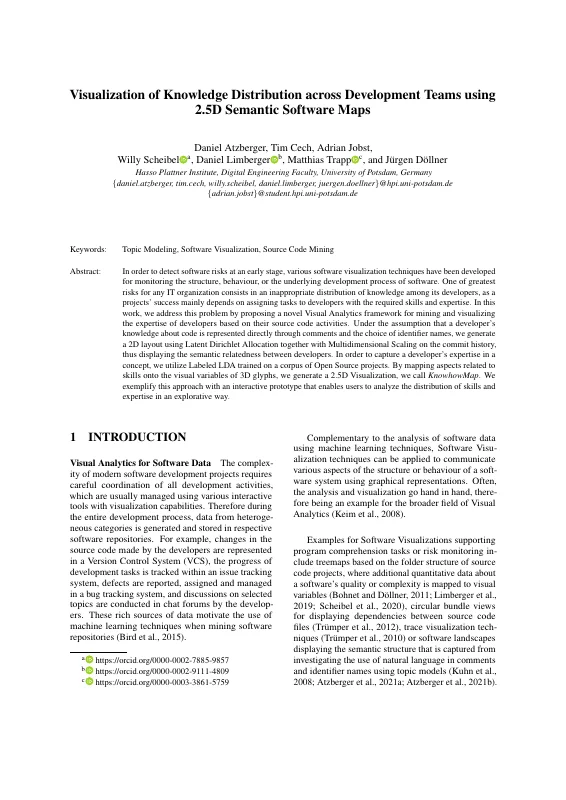 Visualization of Knowledge Distribution across Development Teams using
2.5D Semantic Software Maps
Daniel Atzberger, Tim Cech, Adrian Jobst,
Willy Scheibel a, Daniel Limberger b, Matthias Trapp c, and Jürgen Döllner
Hasso Plattner Institute, Digital Engineering Faculty, University of Potsdam, Germany
{daniel.atzberger, tim.cech, willy.scheibel, daniel.limberger, juergen.doellner}@hpi.uni-potsdam.de
{adrian.jobst}@student.hpi.uni-potsdam.de
Keywords: Topic Modeling, Software Visualization, Source Code Mining
Abstract: In order to detect software risks at an early stage, various software visualization techniques have been developed
for monitoring the structure, behaviour, or the underlying development process of software. One of greatest
risks for any IT organization consists in an inappropriate distribution of knowledge among its developers, as a
projects' success mainly depends on assigning tasks to developers with the required skills and expertise. In this
work, we address this problem by proposing a novel Visual Analytics framework for mining and visualizing
the expertise of developers based on their source code activities. Under the assumption that a developer's
knowledge about code is represented directly through comments and the choice of identifier names, we generate
a 2D layout using Latent Dirichlet Allocation together with Multidimensional Scaling on the commit history,
thus displaying the semantic relatedness between developers. In order to capture a developer's expertise in a
concept, we utilize Labeled LDA trained on a corpus of Open Source projects. By mapping aspects related to
skills onto the visual variables of 3D glyphs, we generate a 2.5D Visualization, we call KnowhowMap. We
exemplify this approach with an interactive prototype that enables users to analyze the distribution of skills and
expertise in an explorative way.
1 INTRODUCTION
Visual Analytics for Software Data The complex-
ity of modern software development projects requires
careful coordination of all development activities,
which are usually managed using various interactive
tools with visualization capabilities. Therefore during
the entire development process, data from heteroge-
neous categories is generated and stored in respective
software repositories. For example, changes in the
source code made by the developers are represented
in a Version Control System (VCS), the progress of
development tasks is tracked within an issue tracking
system, defects are reported, assigned and managed
in a bug tracking system, and discussions on selected
topics are conducted in chat forums by the develop-
ers. These rich sources of data motivate the use of
machine learning techniques when mining software
repositories (Bird et al., 2015).
a https://orcid.org/0000-0002-7885-9857
b https://orcid.org/0000-0002-9111-4809
c https://orcid.org/0000-0003-3861-5759
Complementary to the analysis of software data
using machine learning techniques, Software Visu-
alization techniques can be applied to communicate
various aspects of the structure or behaviour of a soft-
ware system using graphical representations. Often,
the analysis and visualization go hand in hand, there-
fore being an example for the broader field of Visual
Analytics (Keim et al., 2008).
Examples for Software Visualizations supporting
program comprehension tasks or risk monitoring in-
clude treemaps based on the folder structure of source
code projects, where additional quantitative data about
a software's quality or complexity is mapped to visual
variables (Bohnet and Döllner, 2011; Limberger et al.,
2019; Scheibel et al., 2020), circular bundle views
for displaying dependencies between source code
files (Trümper et al., 2012), trace visualization tech-
niques (Trümper et al., 2010) or software landscapes
displaying the semantic structure that is captured from
investigating the use of natural language in comments
and identifier names using topic models (Kuhn et al.,
2008; Atzberger et al., 2021a; Atzberger et al., 2021b).